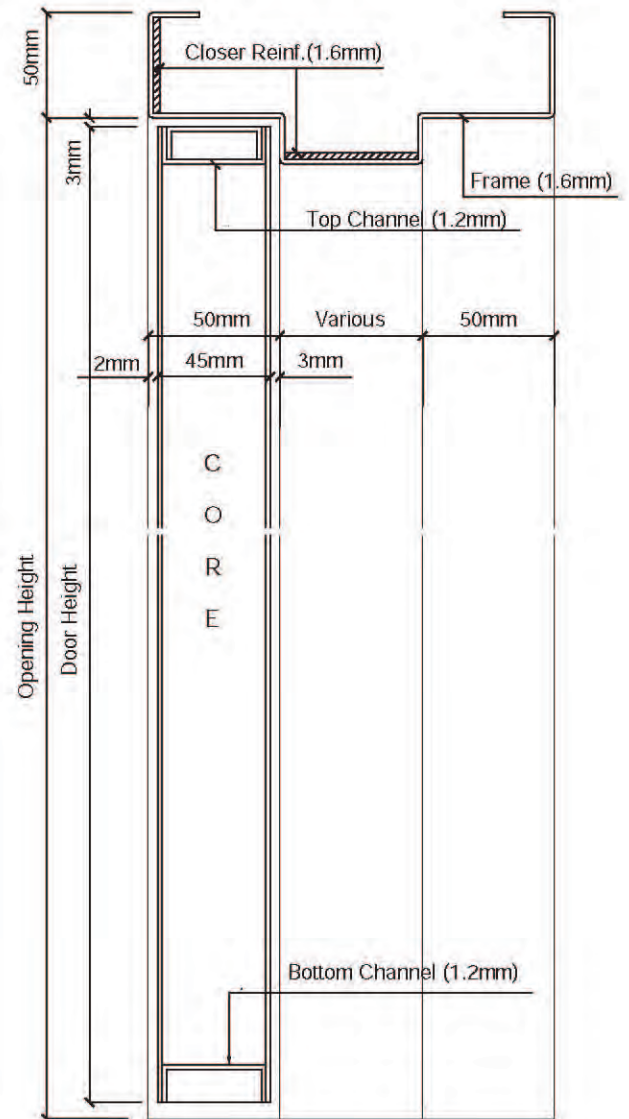 50mm
Closer Reinf.(1.6mm)
3mm
Frame (1.6mm)
Top Channel (1.2mm)
50mm
Various
50mm
2mm
45mm
3mm
C
O
R
E
Opening Height
Door Height
Bottom Channel (1.2mm)